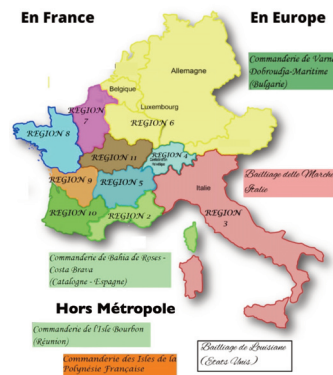 En France
En Europe
Commanderie de Varna
Dobroudja-Maritime
(Bulgarie)
Allemagne
Belgique
Luxembourg
REGION 7
REGION 8
REGION 6
REGION 11
REGION
REGION 9
REGION 5
REGION 10
REGION 2
Italie
REGION
3
Bailliage delle Marche
Italie
Commanderie de Bahia de Roses -
Costa Brava
(Catalogne - Espagne)
Hors Métropole
Commanderie de l'Isle Bourbon
(Réunion)
Commanderie des Isles de la
Polynésie Française
Bailliage de Louisiane
(Etats Unis.)